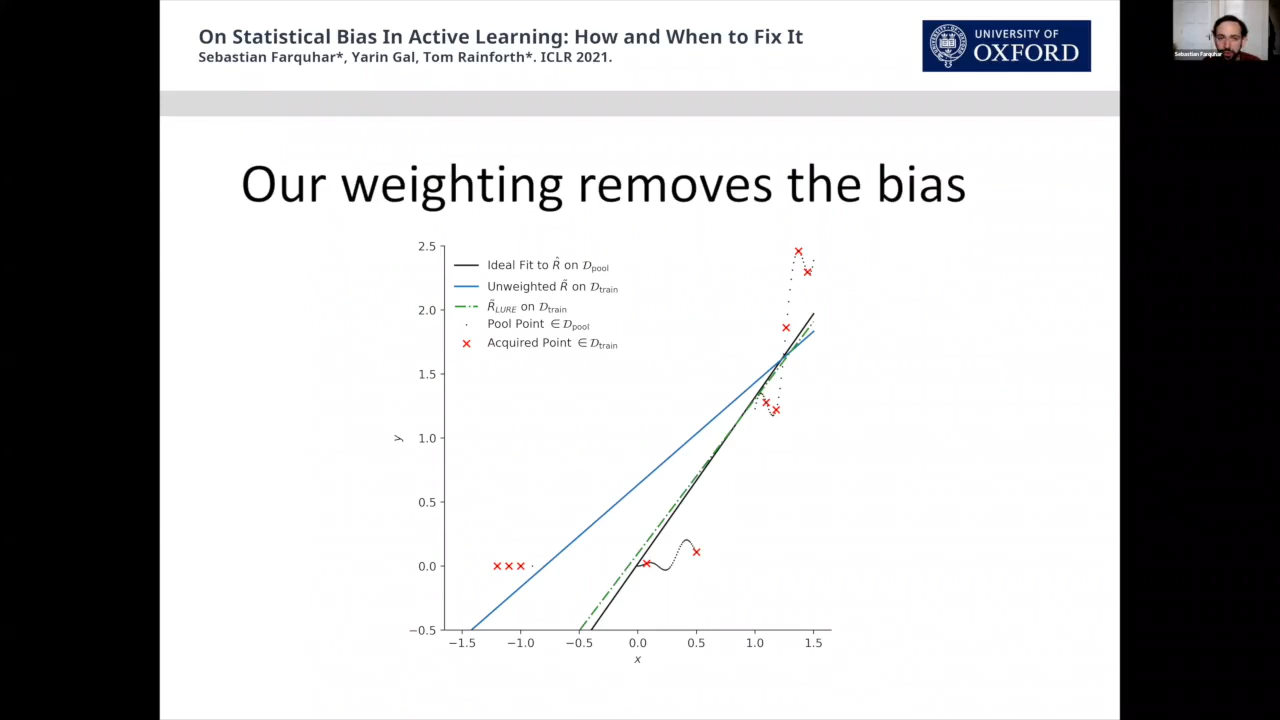 On Statistical Bias In Active Learning: How and When to Fix It
Sebastian Farquhar*, Yarin Gal, Tom Rainforth*. ICLR 2021.
UNIVERSITY OF
OXFORD
Sebastian Farquhar
Our weighting removes the bias
2.5
2.0
1.5
1.0
0.5
0.0
−0.5
y
Ideal Fit to R̂ on 𝒟pool
Unweighted R̃ on 𝒟train
R̃LURE on 𝒟train
Pool Point ∈ 𝒟pool
Acquired Point ∈ 𝒟train
−1.5 −1.0 −0.5 0.0 0.5 1.0 1.5
x